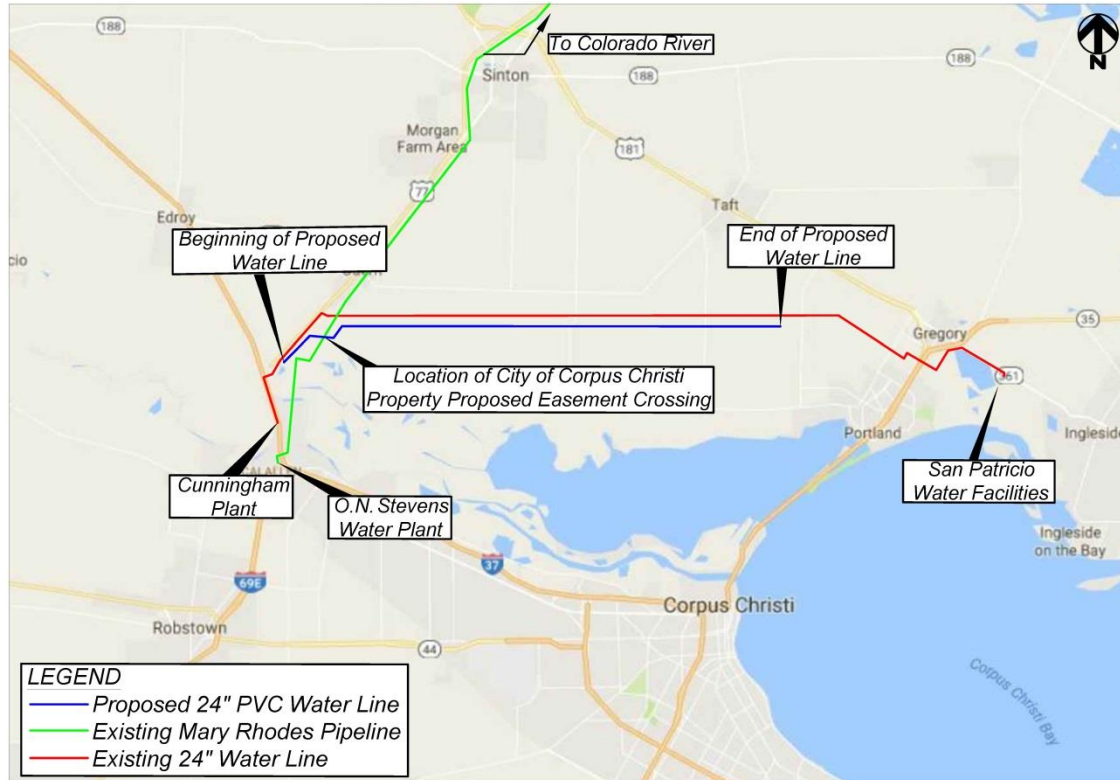 188
188
188
To Colorado River
N
Sinton
Morgan
Farm Area
77
181
Edroy
Taft
Beginning of Proposed
Water Line
End of Proposed
Water Line
cio
Gregory
35
361
Location of City of Corpus Christi
Property Proposed Easement Crossing
Portland
Ingleside
Cunningham
Plant
O.N. Stevens
Water Plant
San Patricio
Water Facilities
Ingleside
on the Bay
37
69E
Corpus Christi
Robstown
44
Corpus Christi Bay
LEGEND
Proposed 24" PVC Water Line
Existing Mary Rhodes Pipeline
Existing 24" Water Line